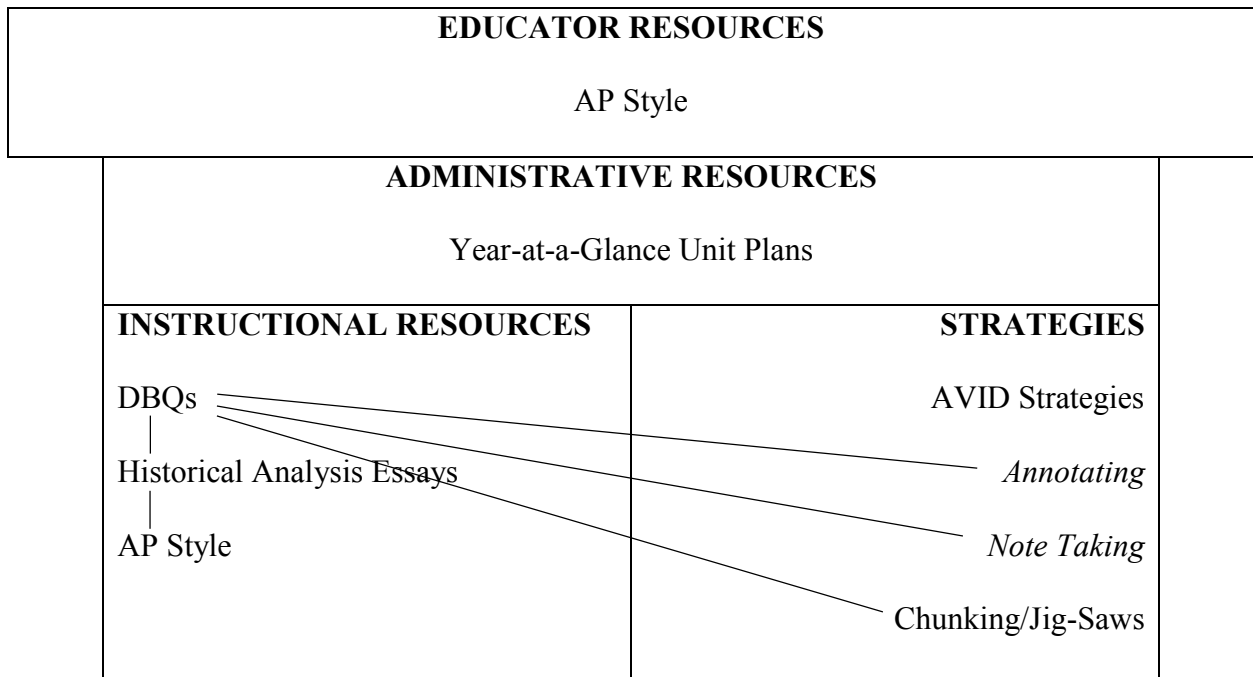 EDUCATOR RESOURCES
AP Style
ADMINISTRATIVE RESOURCES
Year-at-a-Glance Unit Plans
INSTRUCTIONAL RESOURCES
DBQs
Historical Analysis Essays
AP Style
STRATEGIES
AVID Strategies
Annotating
Note Taking
Chunking/Jig-Saws